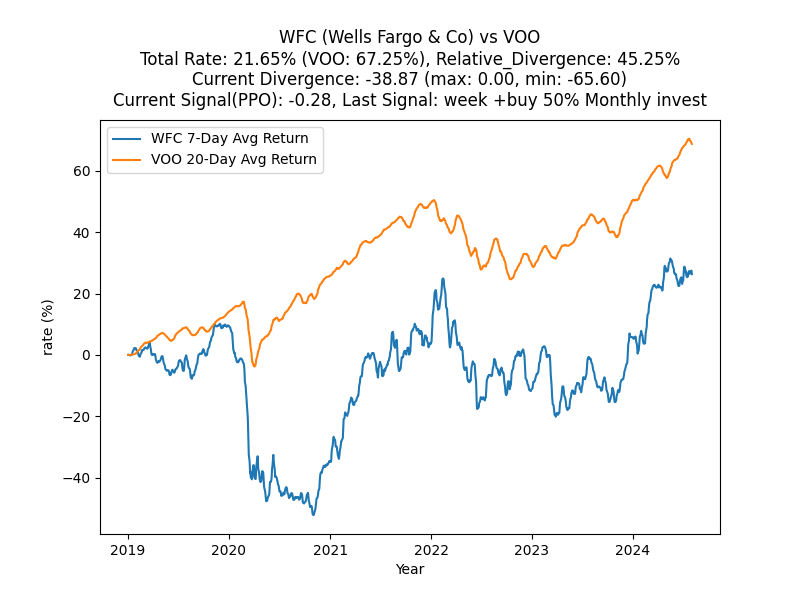 WFC (Wells Fargo & Co) vs VOO
Total Rate: 21.65% (VOO: 67.25%), Relative_Divergence: 45.25%
Current Divergence: -38.87 (max: 0.00, min: -65.60)
Current Signal(PPO): -0.28, Last Signal: week +buy 50% Monthly invest
WFC 7-Day Avg Return
VOO 20-Day Avg Return
rate (%)
60
40
20
0
−20
−40
2019 2020 2021 2022 2023 2024
Year